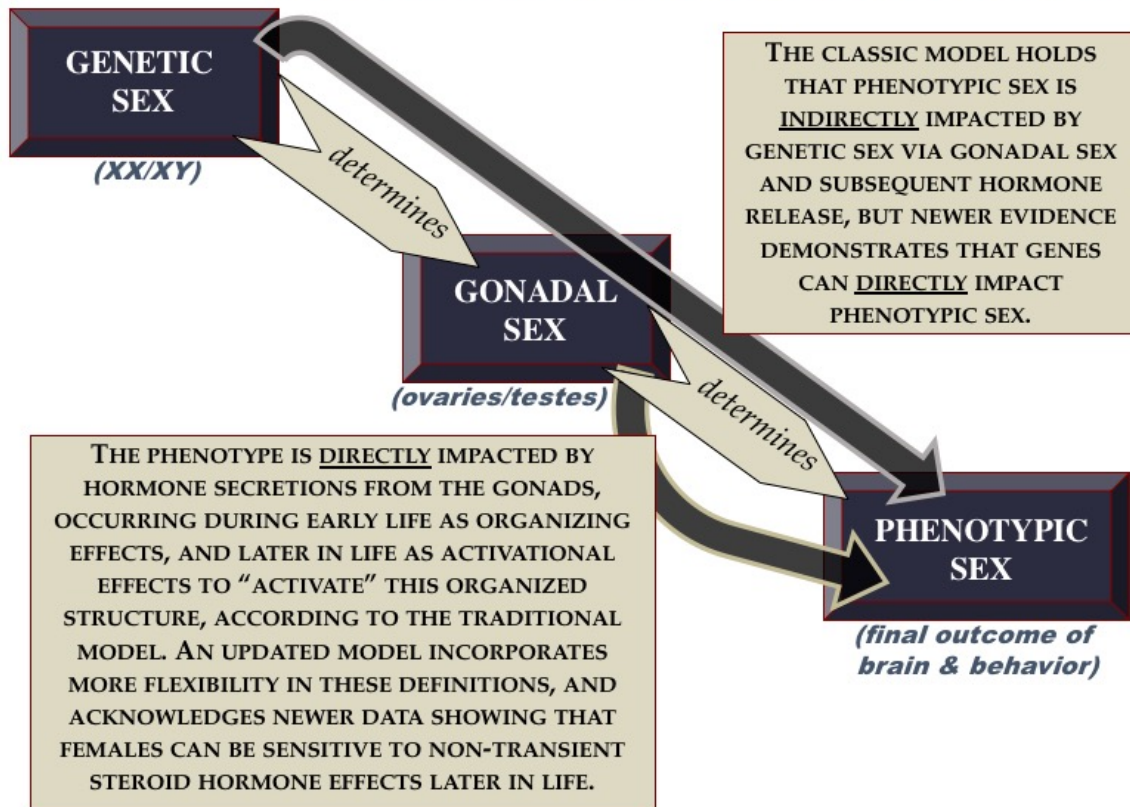 GENETIC
SEX
(XX/XY)
determines
THE CLASSIC MODEL HOLDS
THAT PHENOTYPIC SEX IS
INDIRECTLY IMPACTED BY
GENETIC SEX VIA GONADAL SEX
AND SUBSEQUENT HORMONE
RELEASE, BUT NEWER EVIDENCE
DEMONSTRATES THAT GENES
CAN DIRECTLY IMPACT
PHENOTYPIC SEX.
GONADAL
SEX
(ovaries/testes)
determines
THE PHENOTYPE IS DIRECTLY IMPACTED BY
HORMONE SECRETIONS FROM THE GONADS,
OCCURRING DURING EARLY LIFE AS ORGANIZING
EFFECTS, AND LATER IN LIFE AS ACTIVATIONAL
EFFECTS TO “ACTIVATE” THIS ORGANIZED
STRUCTURE, ACCORDING TO THE TRADITIONAL
MODEL. AN UPDATED MODEL INCORPORATES
MORE FLEXIBILITY IN THESE DEFINITIONS, AND
ACKNOWLEDGES NEWER DATA SHOWING THAT
FEMALES CAN BE SENSITIVE TO NON-TRANSIENT
STEROID HORMONE EFFECTS LATER IN LIFE.
PHENOTYPIC
SEX
(final outcome of
brain & behavior)